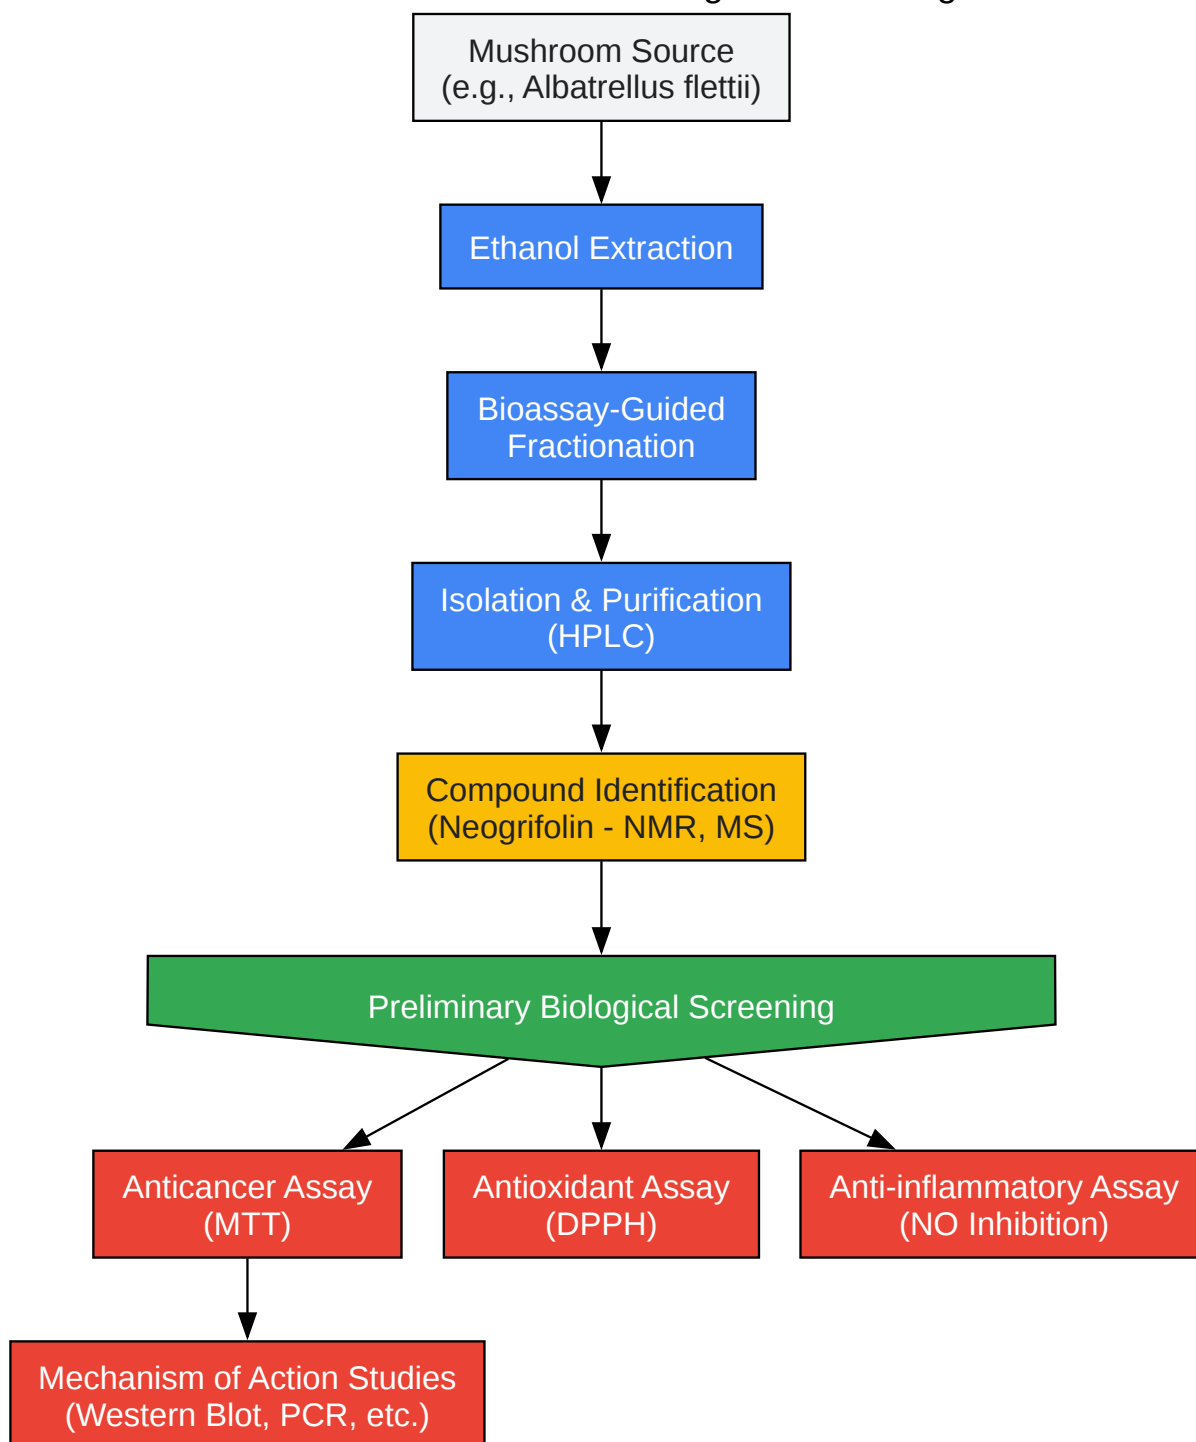 Mushroom Source
(e.g., Albatrellus flettii)
Ethanol Extraction
Bioassay-Guided
Fractionation
Isolation & Purification
(HPLC)
Compound Identification
(Neogrifolin - NMR, MS)
Preliminary Biological Screening
Anticancer Assay
(MTT)
Antioxidant Assay
(DPPH)
Anti-inflammatory Assay
(NO Inhibition)
Mechanism of Action Studies
(Western Blot, PCR, etc.)